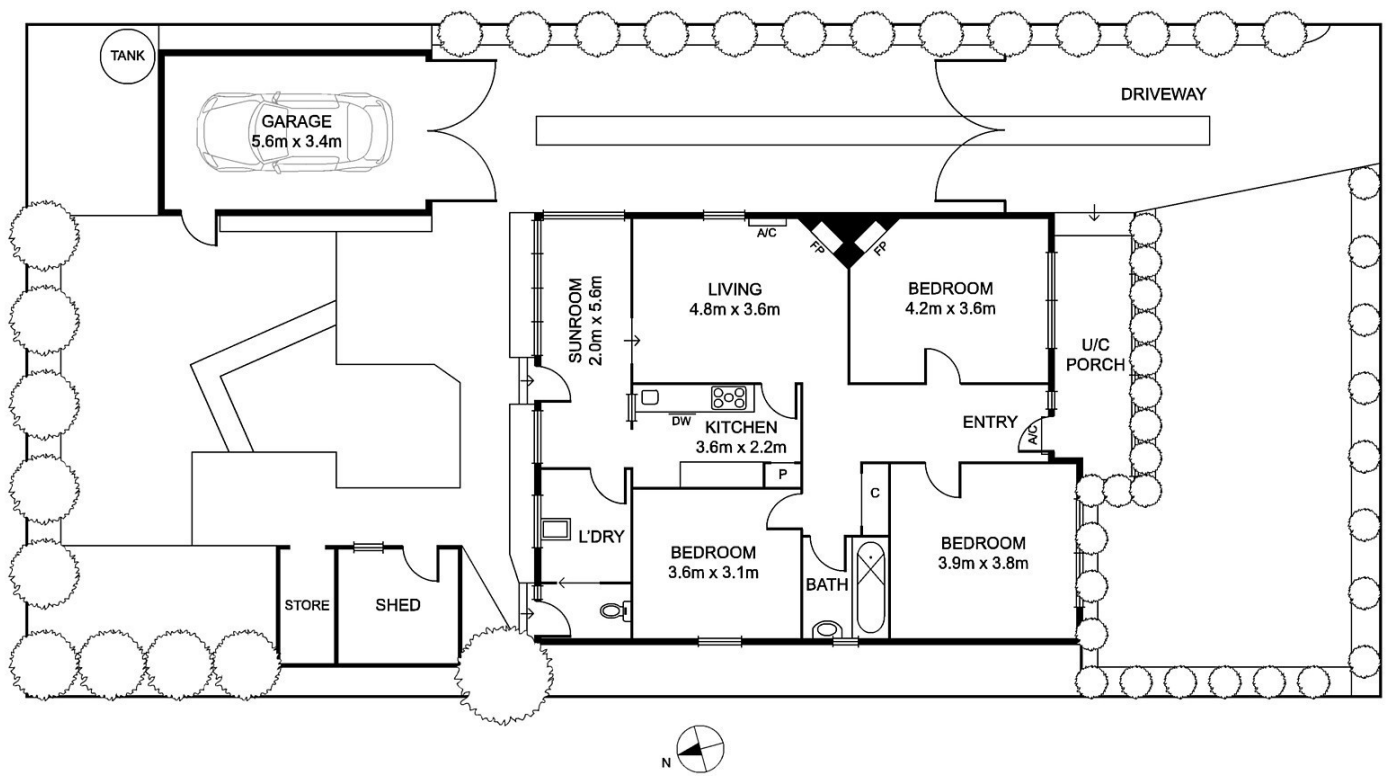 TANK
GARAGE
5.6m x 3.4m
DRIVEWAY
A/C
FP
FP
SUNROOM
2.0m x 5.6m
LIVING
4.8m x 3.6m
BEDROOM
4.2m x 3.6m
U/C
PORCH
DW
KITCHEN
3.6m x 2.2m
P
ENTRY
A/C
C
L'DRY
BEDROOM
3.6m x 3.1m
BATH
BEDROOM
3.9m x 3.8m
STORE
SHED
N